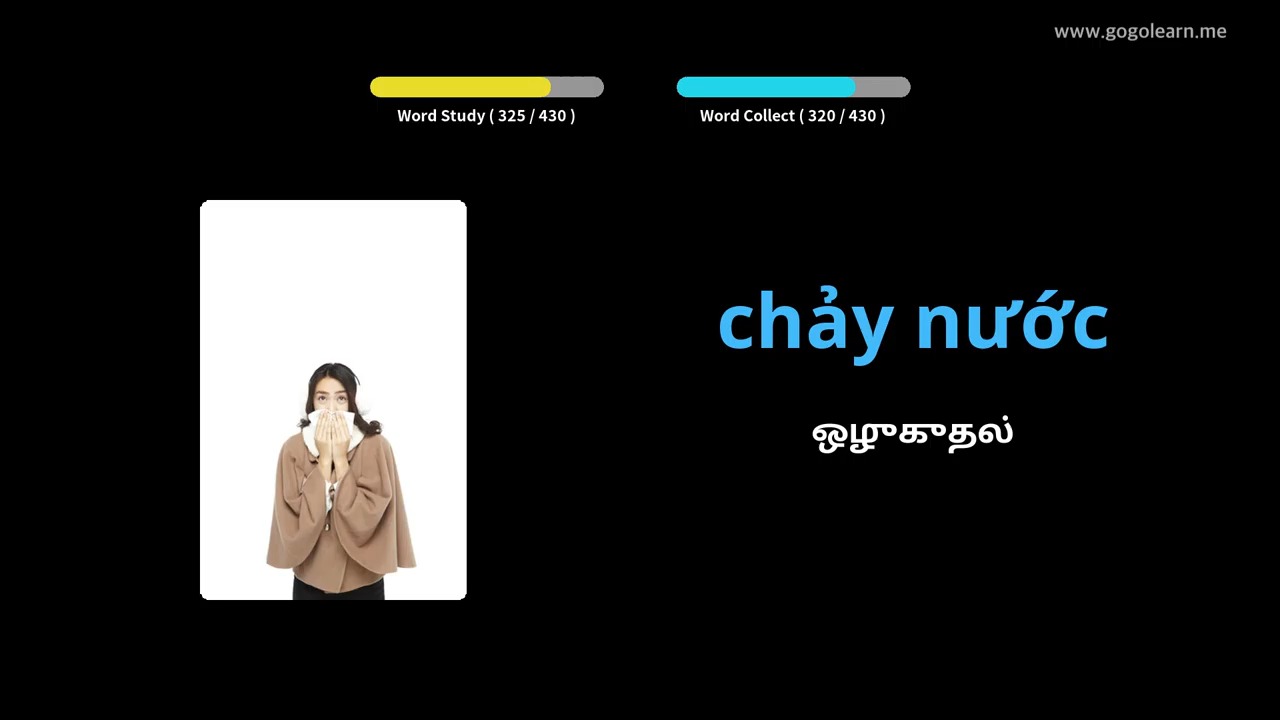 www.gogolearn.me
Word Study ( 325 / 430 )
Word Collect ( 320 / 430 )
chảy nước
ஒழுகுதல்